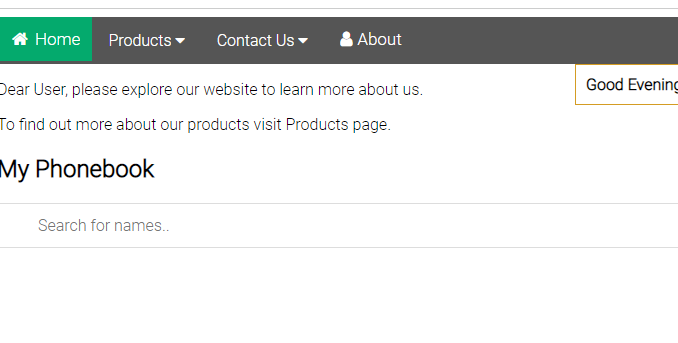 Home Products Contact Us About
Good Evening
Dear User, please explore our website to learn more about us.
To find out more about our products visit Products page.
My Phonebook
Search for names..